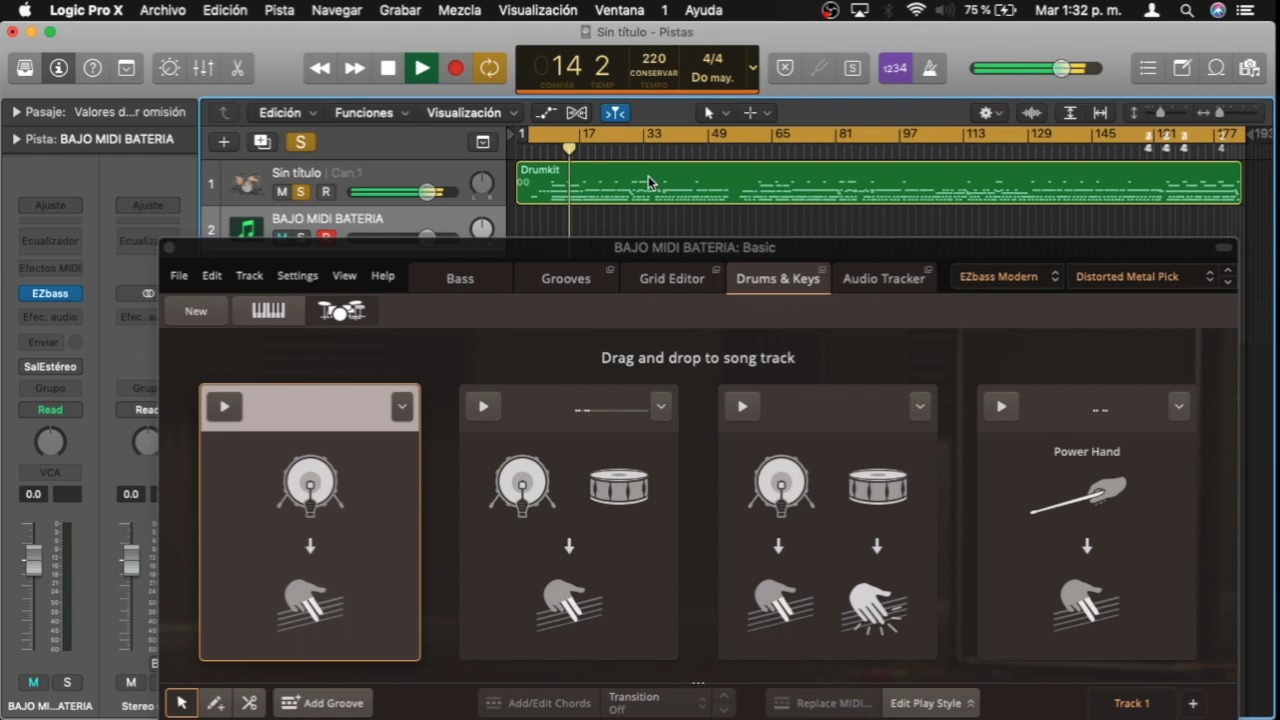 Logic Pro X Archivo Edición Pista Navegar Grabar Mezcla Visualización Ventana 1 Ayuda 75 % Mar 1:32 p. m.
Sin título - Pistas
14 2 220 CONSERVAR TEMPO 4/4 Do may. 1234
COMPÁS TIEMP
Pasaje: Valores d...r omisión Edición Funciones Visualización
Pista: BAJO MIDI BATERIA S 1 17 33 49 65 81 97 113 129 145 177 193
1 Sin título | Can.1 Drumkit
M S R L R
Ajuste Ajuste 2 BAJO MIDI BATERIA
Ecualizador
BAJO MIDI BATERIA: Basic
Efectos MIDI File Edit Track Settings View Help Bass Grooves Grid Editor Drums & Keys Audio Tracker EZbass Modern Distorted Metal Pick
EZbass
Efec. audio New
Enviar
SalEstéreo Drag and drop to song track
Grupo
Read
Power Hand
VCA
0.0 0.0
M S M Add Groove Add/Edit Chords Transition Off Replace MIDI... Edit Play Style Track 1 +
BAJO MI...ATERIA Stereo